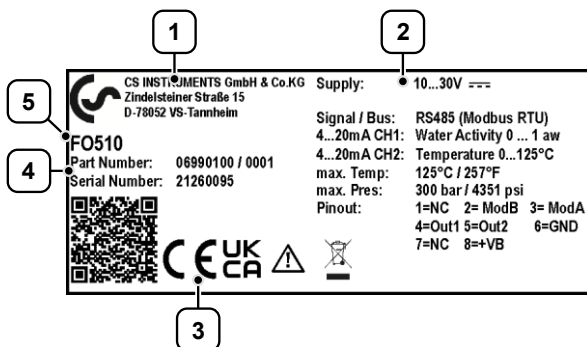 1
2
CS INSTRUMENTS GmbH & Co.KG
Zindelsteiner Straße 15
D-78052 VS-Tannheim
5
FO510
4
Part Number: 06990100 / 0001
Serial Number: 21260095
Supply: 10...30V
Signal / Bus: RS485 (Modbus RTU)
4...20mA CH1: Water Activity 0 ... 1 aw
4...20mA CH2: Temperature 0...125°C
max. Temp: 125°C / 257°F
max. Pres: 300 bar / 4351 psi
Pinout: 1=NC 2= ModB 3= ModA
4=Out1 5=Out2 6=GND
7=NC 8=+VB
CE UK
CA
3